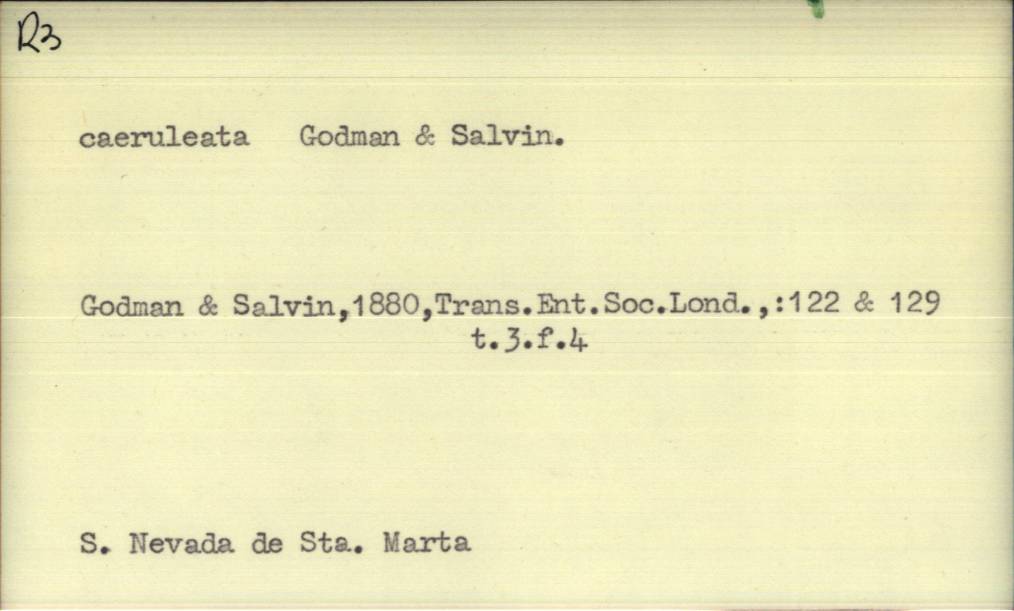 R3
caeruleata Godman & Salvin.
Godman & Salvin,1880,Trans.Ent.Soc.Lond.,:122 & 129
t.3.f.4
S. Nevada de Sta. Marta